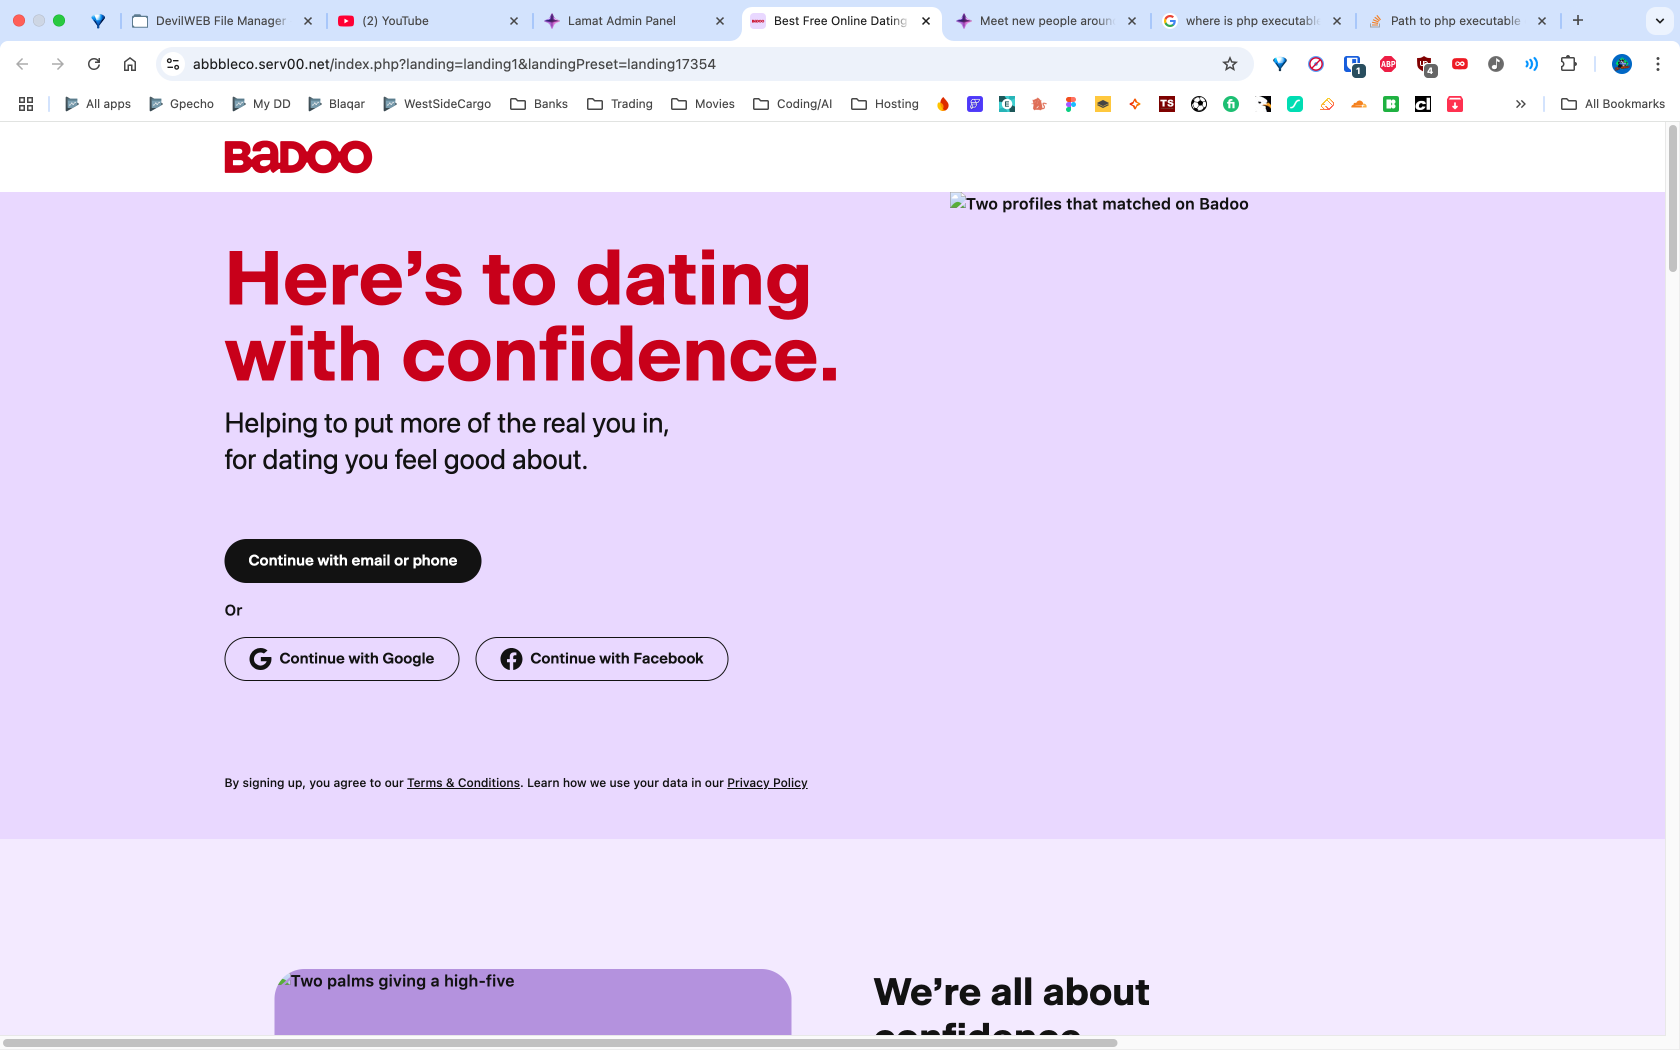 DevilWEB File Manager
(2) YouTube
Lamat Admin Panel
Best Free Online Dating
Meet new people aroun
where is php executabl
Path to php executable
abbbleco.serv00.net/index.php?landing=landing1&landingPreset=landing17354
1
ABP
4
All apps
Gpecho
My DD
Blaqar
WestSideCargo
Banks
Trading
Movies
Coding/AI
Hosting
TS
All Bookmarks
Badoo
Two profiles that matched on Badoo
Here’s to dating
with confidence.
Helping to put more of the real you in,
for dating you feel good about.
Continue with email or phone
Or
Continue with Google
Continue with Facebook
By signing up, you agree to our Terms & Conditions. Learn how we use your data in our Privacy Policy
Two palms giving a high-five
We’re all about
confidence